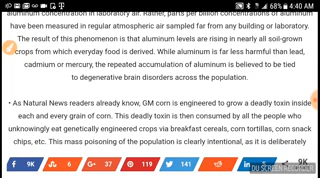 68% 4:40 AM
aluminum concentration in laboratory air. Rather, parts per billion concentrations of aluminum
have been measured in regular atmospheric air sampled far from any building or laboratory.
The result of this phenomenon is that aluminum levels are rising in nearly all soil-grown
crops from which everyday food is derived. While aluminum is far less harmful than lead,
cadmium or mercury, the repeated accumulation of aluminum is believed to be tied
to degenerative brain disorders across the population.
• As Natural News readers already know, GM corn is engineered to grow a deadly toxin inside
each and every grain of corn. This deadly toxin is then consumed by all the people who
unknowingly eat genetically engineered crops via breakfast cereals, corn tortillas, corn snack
chips, etc. This mass poisoning of the population is clearly intentional, as it is deliberately
9K 6 37 119 141 9K
DU SCREEN RECORDER